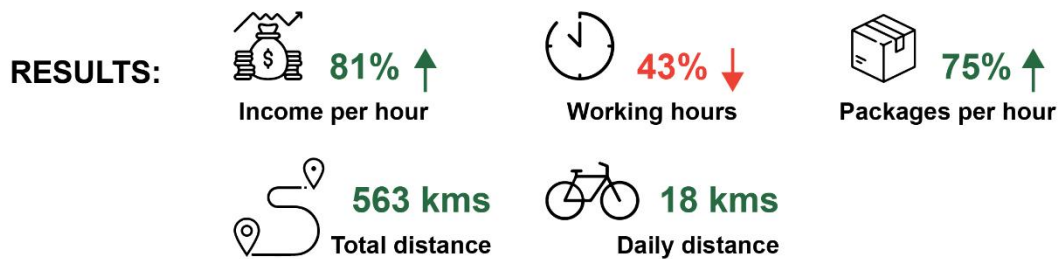 RESULTS:
$
81%
43%
75%
Income per hour
Working hours
Packages per hour
563 kms
18 kms
Total distance
Daily distance